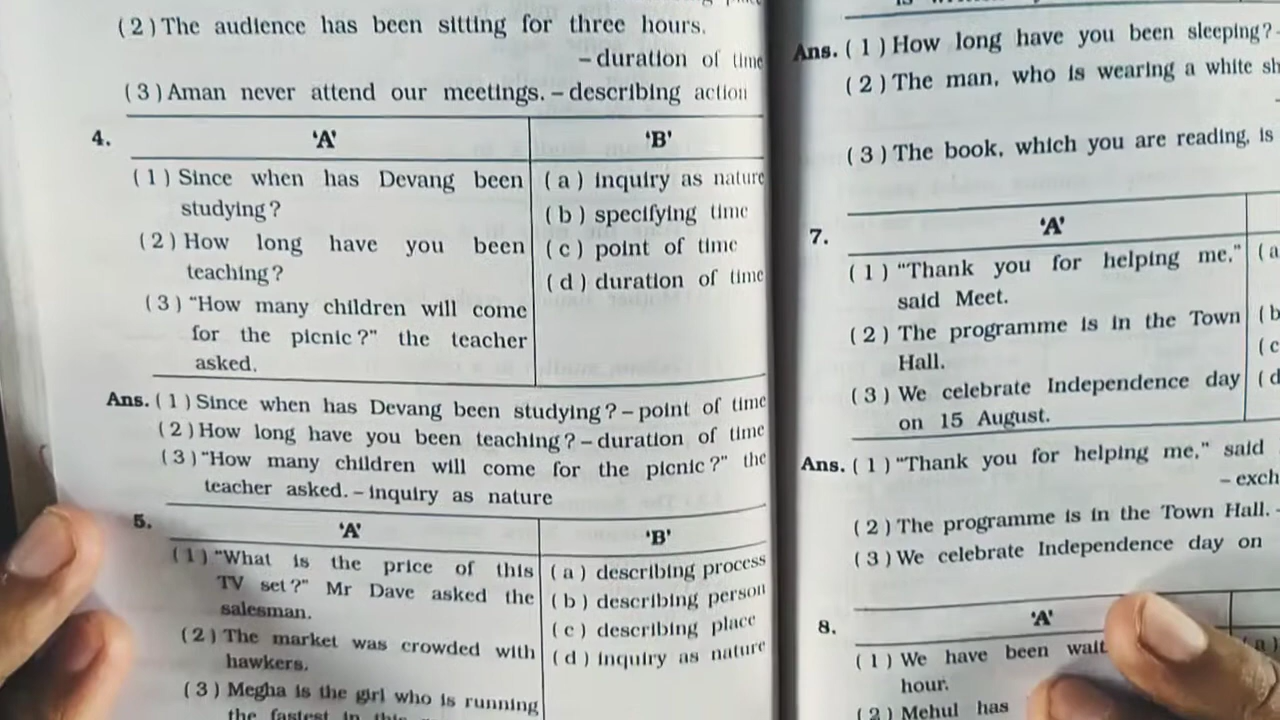 (2) The audience has been sitting for three hours.
– duration of time
(3) Aman never attend our meetings. – describing action
4.
'A' 'B'
(1) Since when has Devang been studying?
(2) How long have you been teaching?
(3) "How many children will come for the picnic?" the teacher asked.
(a) inquiry as nature
(b) specifying time
(c) point of time
(d) duration of time
Ans. (1) Since when has Devang been studying? – point of time
(2) How long have you been teaching? – duration of time
(3) "How many children will come for the picnic?" the
teacher asked. – inquiry as nature
5.
'A' 'B'
(1) "What is the price of this
TV set?" Mr Dave asked the
salesman.
(2) The market was crowded with
hawkers.
(3) Megha is the girl who is running
the fastest in this
(a) describing process
(b) describing person
(c) describing place
(d) inquiry as nature
Ans. (1) How long have you been sleeping? –
(2) The man, who is wearing a white sh
(3) The book, which you are reading, is
7.
'A'
(1) "Thank you for helping me,"
said Meet.
(2) The programme is in the Town
Hall.
(3) We celebrate Independence day
on 15 August.
(a
(b
(c
(d
Ans. (1) "Thank you for helping me," said
– exch
(2) The programme is in the Town Hall. –
(3) We celebrate Independence day on
8.
'A'
(1) We have been wait
hour.
(2) Mehul has